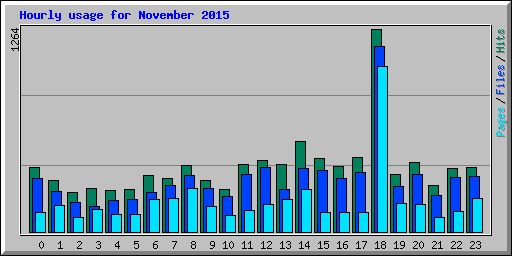 Hourly usage for November 2015
1264
Pages / Files / Hits
0 1 2 3 4 5 6 7 8 9 10 11 12 13 14 15 16 17 18 19 20 21 22 23